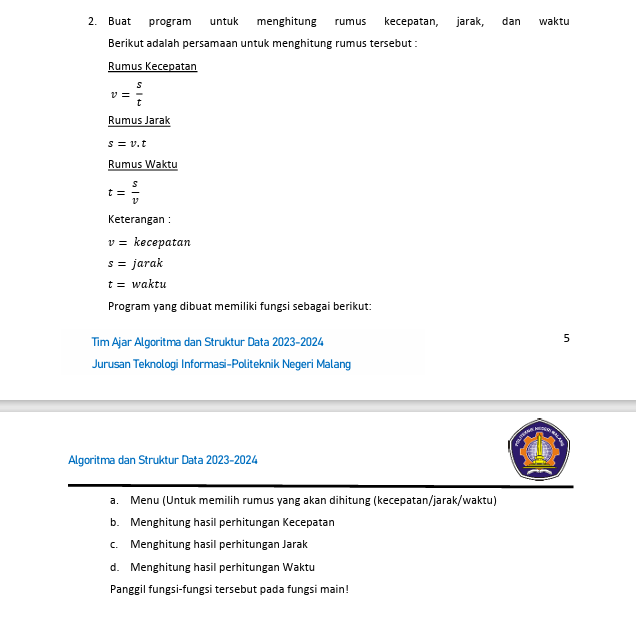 2. Buat program untuk menghitung rumus kecepatan, jarak, dan waktu
Berikut adalah persamaan untuk menghitung rumus tersebut :
Rumus Kecepatan
v = s/t
Rumus Jarak
s = v.t
Rumus Waktu
t = s/v
Keterangan :
v = kecepatan
s = jarak
t = waktu
Program yang dibuat memiliki fungsi sebagai berikut:
Tim Ajar Algoritma dan Struktur Data 2023-2024
5
Jurusan Teknologi Informasi-Politeknik Negeri Malang
POLITEKNIK NEGERI MALANG
Algoritma dan Struktur Data 2023-2024
a. Menu (Untuk memilih rumus yang akan dihitung (kecepatan/jarak/waktu)
b. Menghitung hasil perhitungan Kecepatan
c. Menghitung hasil perhitungan Jarak
d. Menghitung hasil perhitungan Waktu
Panggil fungsi-fungsi tersebut pada fungsi main!